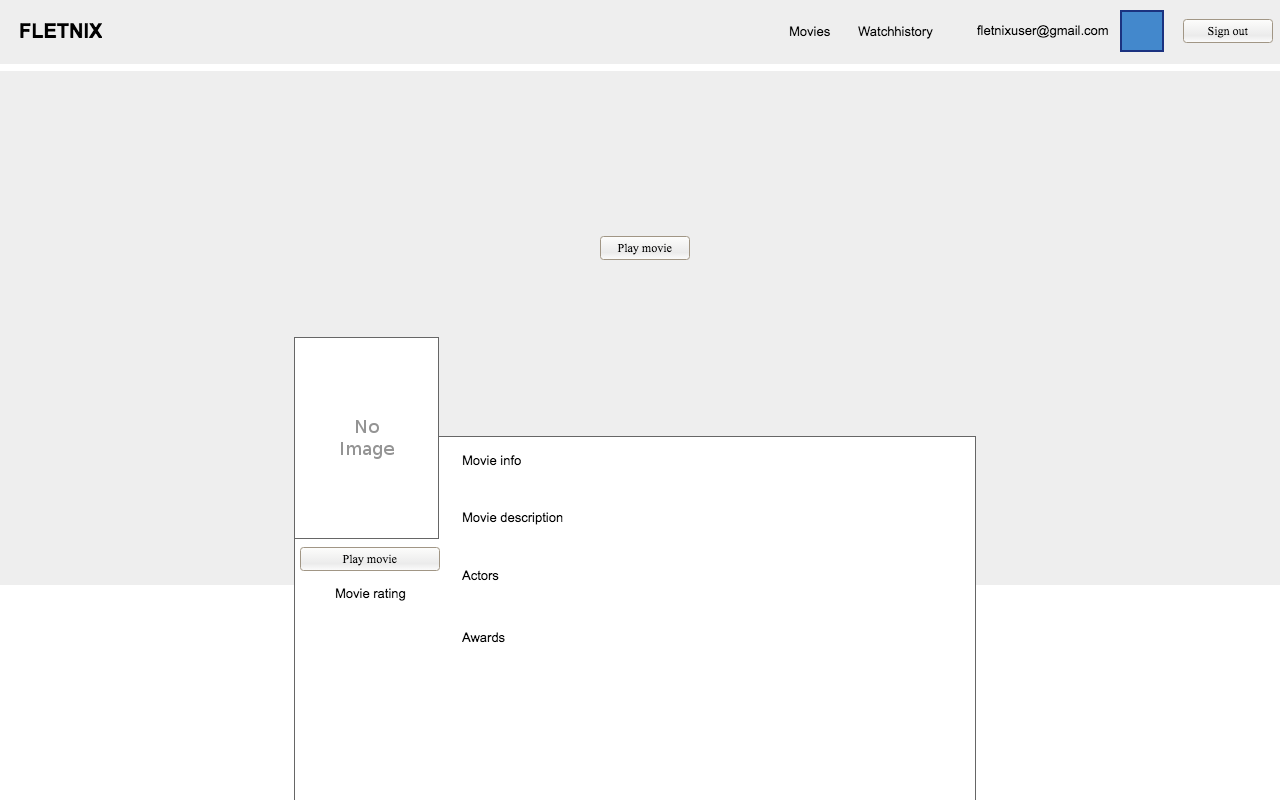 FLETNIX
Movies
Watchhistory
fletnixuser@gmail.com
Sign out
Play movie
No
Image
Movie info
Movie description
Play movie
Actors
Movie rating
Awards